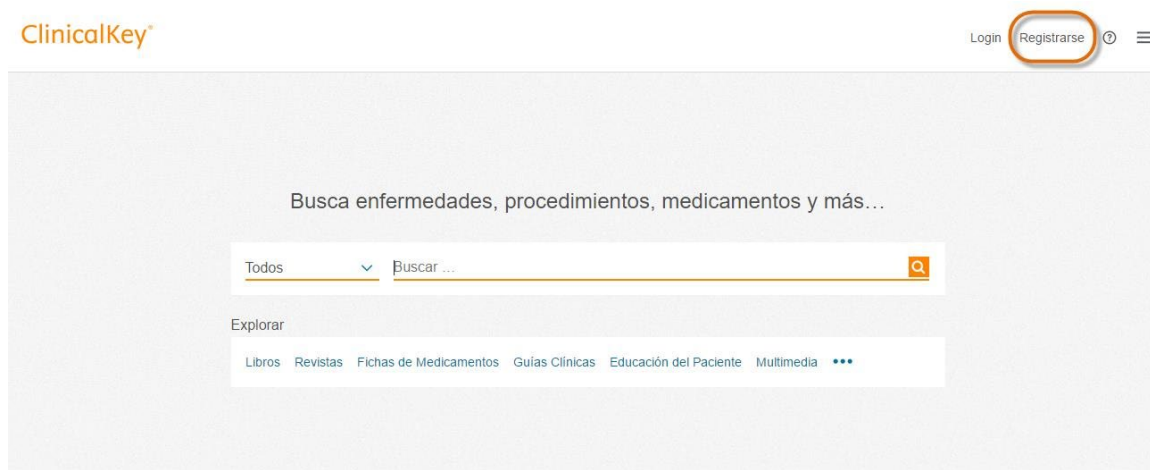 ClinicalKey®
Login Registrarse ?
Busca enfermedades, procedimientos, medicamentos y más…
Todos Buscar ...
Explorar
Libros Revistas Fichas de Medicamentos Guías Clínicas Educación del Paciente Multimedia •••